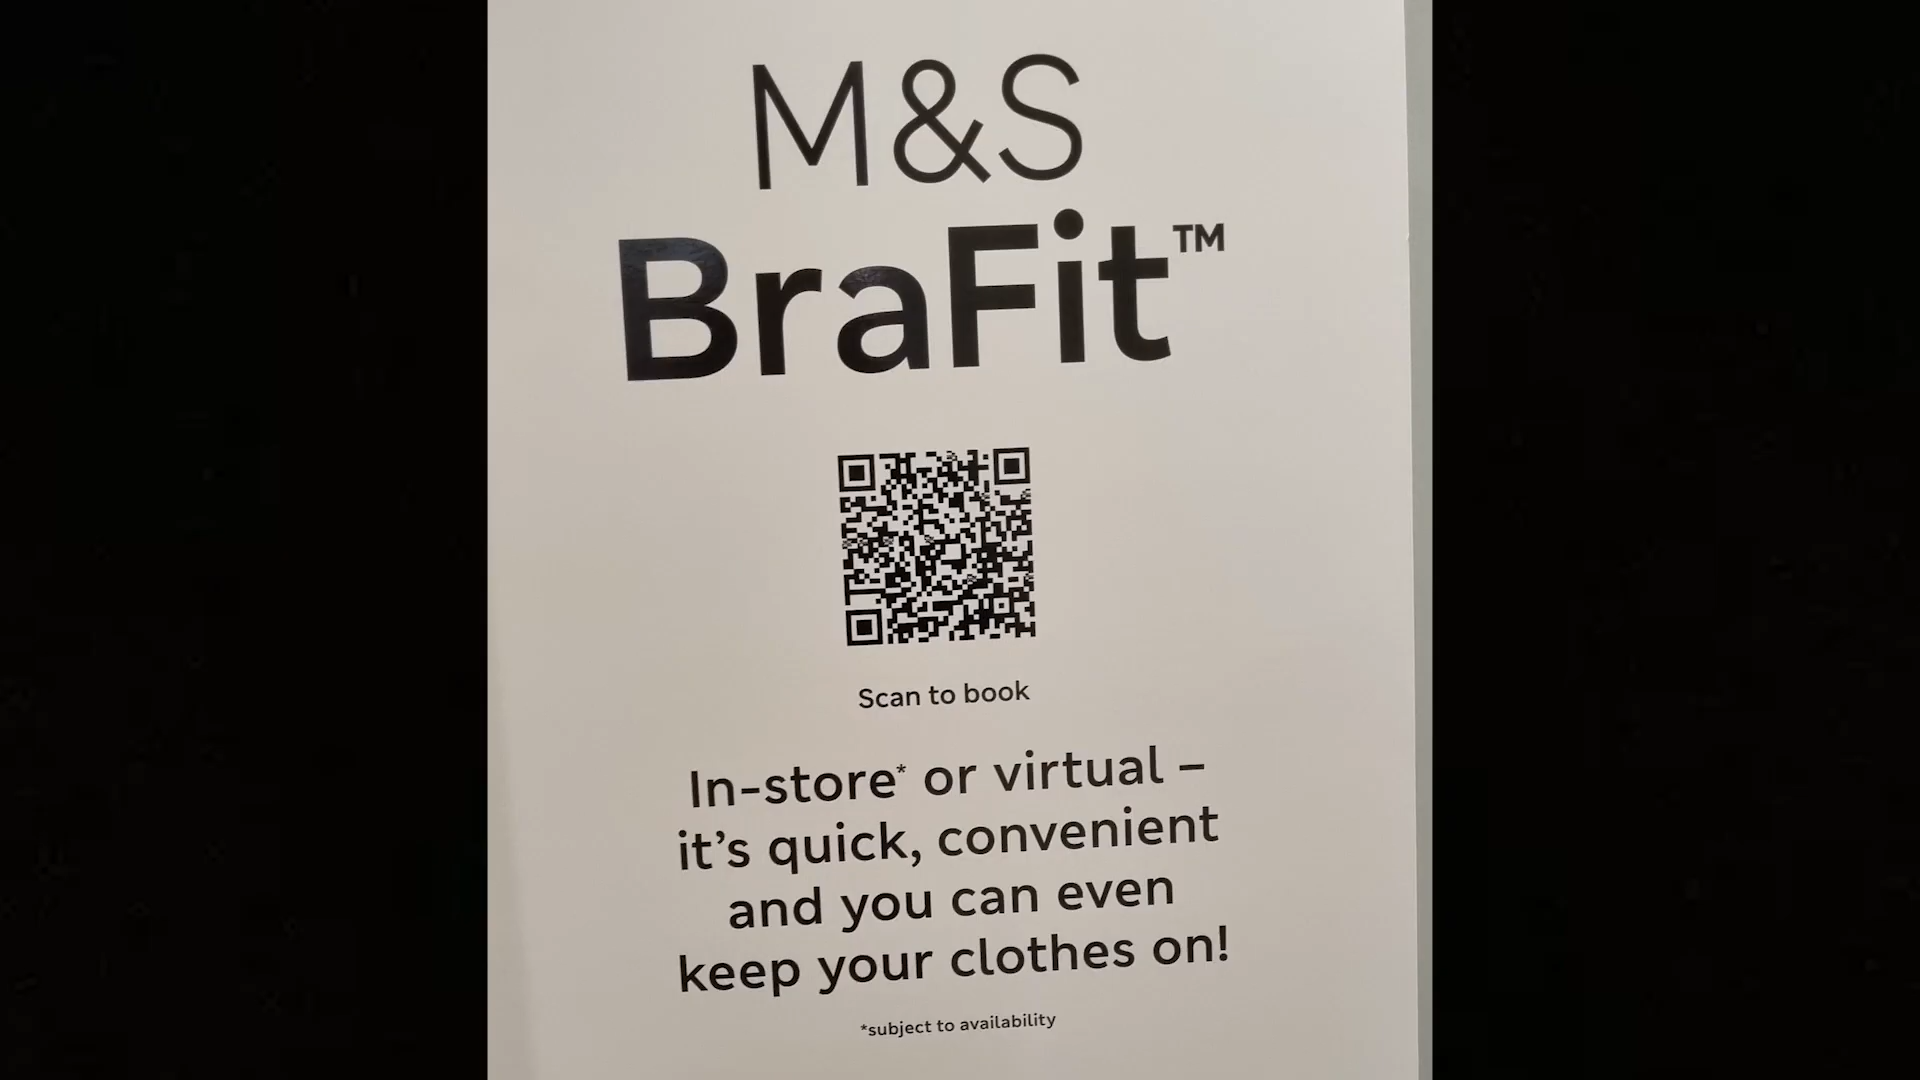 M&S
BraFit™
Scan to book
In-store* or virtual –
it’s quick, convenient
and you can even
keep your clothes on!
*subject to availability